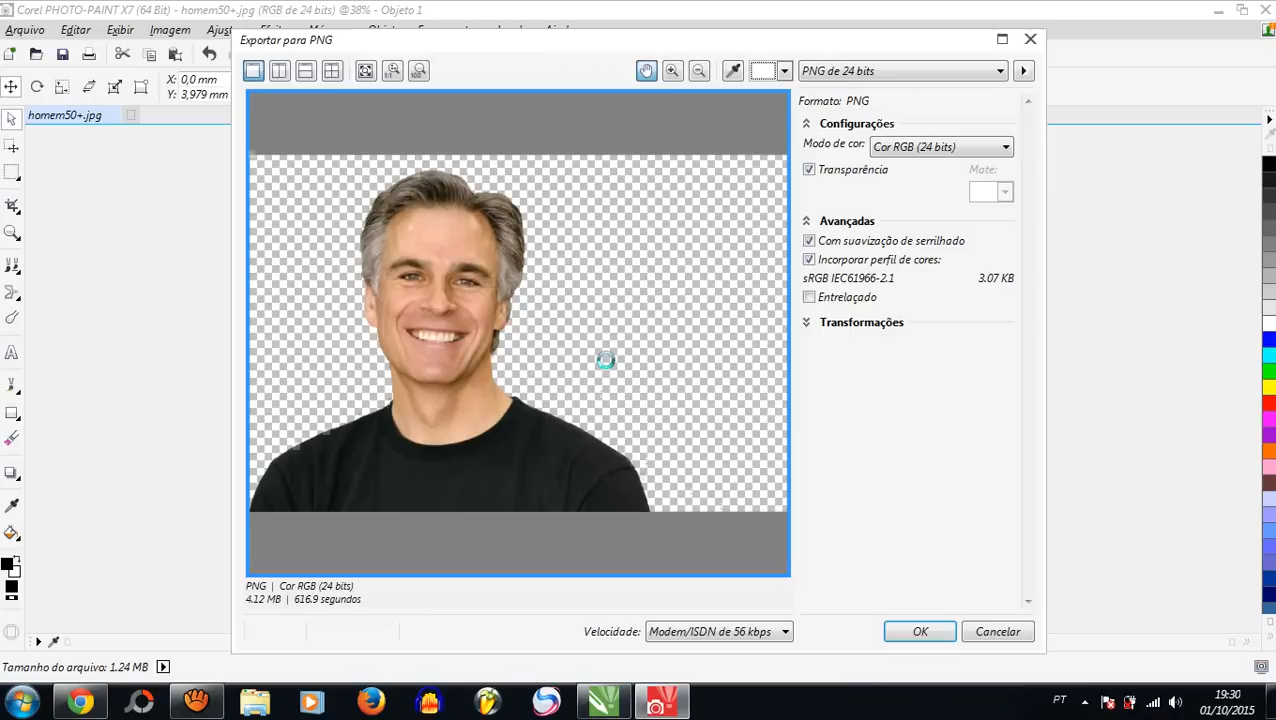 Corel PHOTO-PAINT X7 (64 Bit) - homem50+.jpg (RGB de 24 bits) @38% - Objeto 1
Arquivo Editar Exibir Imagem
Exportar para PNG
X: 0,0 mm
Y: 3,979 mm
1:1
100
PNG de 24 bits
homem50+.jpg
Formato: PNG
Configurações
Modo de cor: Cor RGB (24 bits)
Transparência
Mate:
Avançadas
Com suavização de serrilhado
Incorporar perfil de cores:
sRGB IEC61966-2.1 3.07 KB
Entrelaçado
Transformações
PNG | Cor RGB (24 bits)
4.12 MB | 616.9 segundos
Velocidade: Modem/ISDN de 56 kbps
OK Cancelar
Tamanho do arquivo: 1.24 MB
PT
19:30
01/10/2015